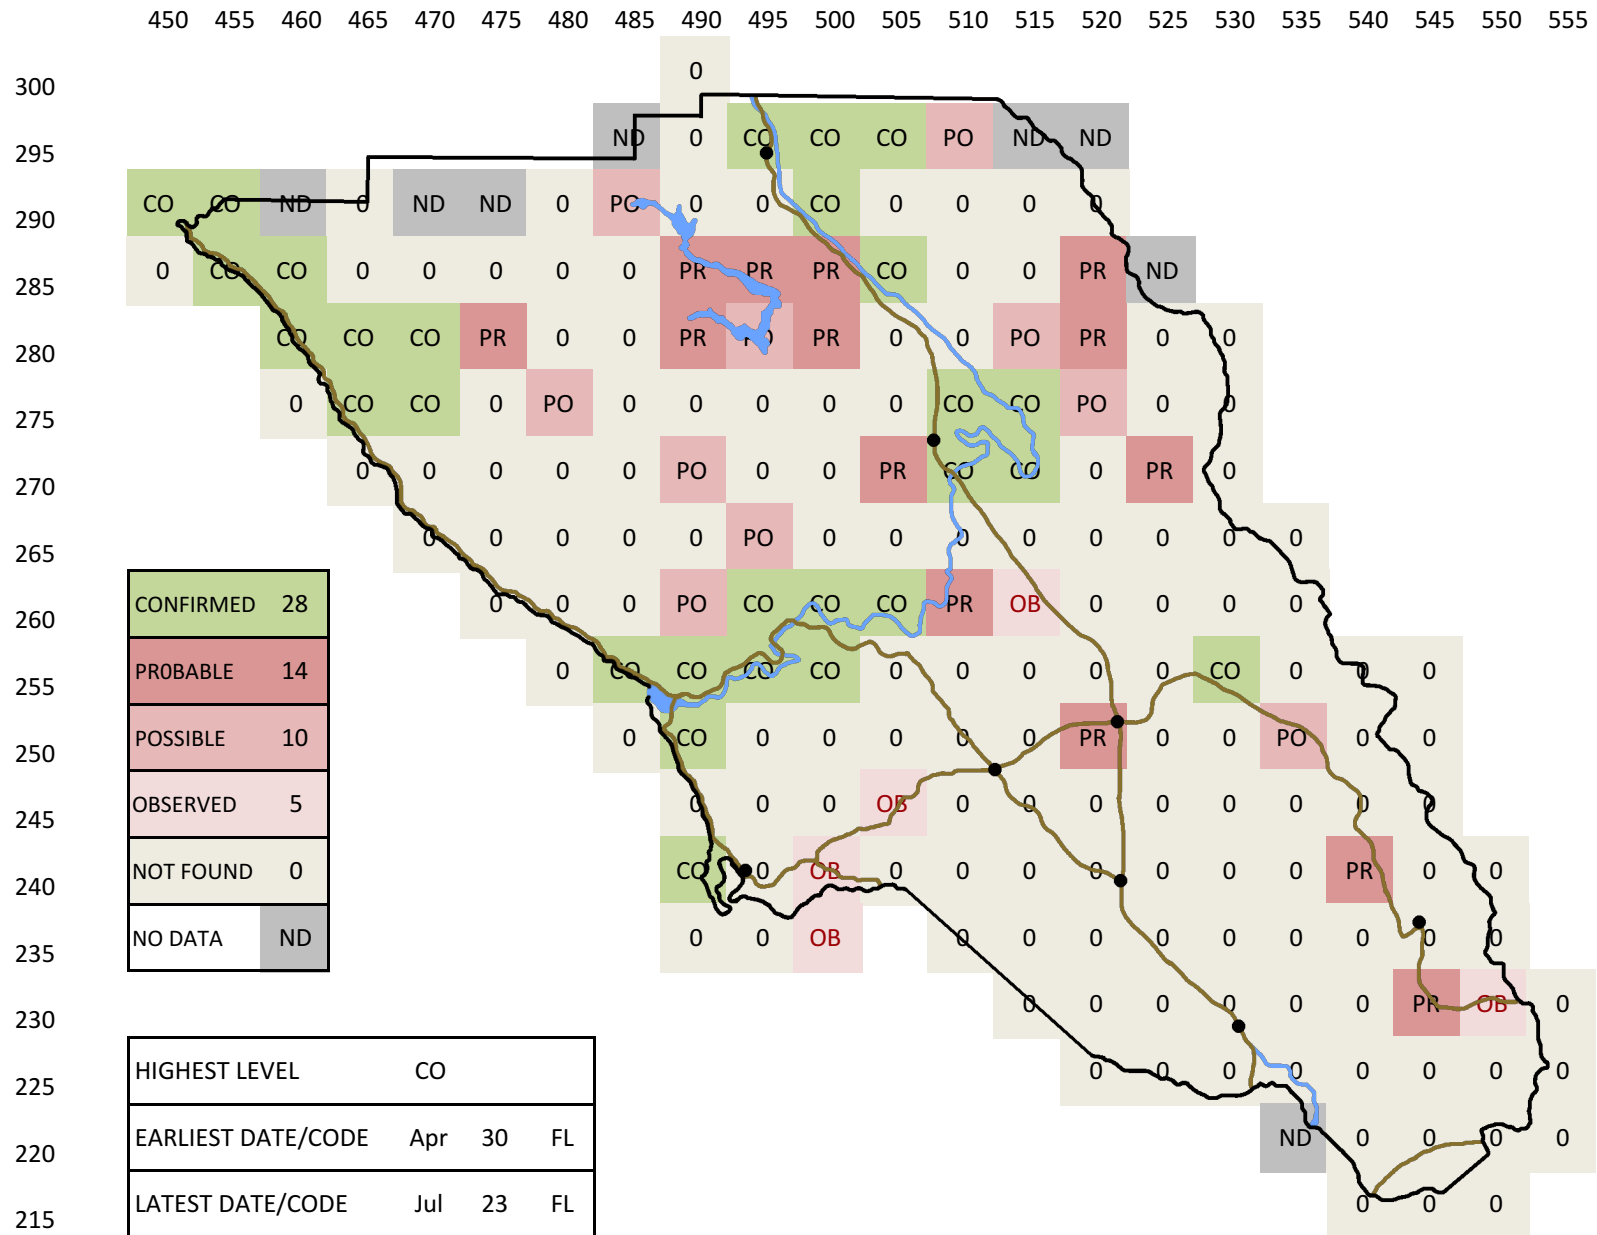 450 455 460 465 470 475 480 485 490 495 500 505 510 515 520 525 530 535 540 545 550 555
0
300
ND 0 CO CO CO PO ND ND
295
CO CO ND 0 ND ND 0 PO 0 0 CO 0 0 0 0
290
0 CO CO 0 0 0 0 0 PR PR PR CO 0 0 PR ND
285
CO CO CO PR 0 0 PR PO PR 0 0 PO PR 0 0
280
0 CO CO 0 PO 0 0 0 0 0 CO CO PO 0 0
275
0 0 0 0 0 PO 0 0 PR CO CO 0 PR 0
270
0 0 0 0 0 PO 0 0 0 0 0 0 0 0
265
0 0 0 PO CO CO CO PR OB 0 0 0 0
260
0 CO CO CO CO 0 0 0 0 0 CO 0 0 0
255
0 CO 0 0 0 0 0 PR 0 0 PO 0 0
250
0 0 0 OB 0 0 0 0 0 0 0 0
245
CO 0 OB 0 0 0 0 0 0 0 PR 0 0
240
0 0 OB 0 0 0 0 0 0 0 0 0
235
0 0 0 0 0 0 PR OB 0
230
0 0 0 0 0 0 0 0
225
ND 0 0 0 0
220
0 0 0
215
CONFIRMED 28
PR0BABLE 14
POSSIBLE 10
OBSERVED 5
NOT FOUND 0
NO DATA ND
HIGHEST LEVEL CO
EARLIEST DATE/CODE Apr 30 FL
LATEST DATE/CODE Jul 23 FL